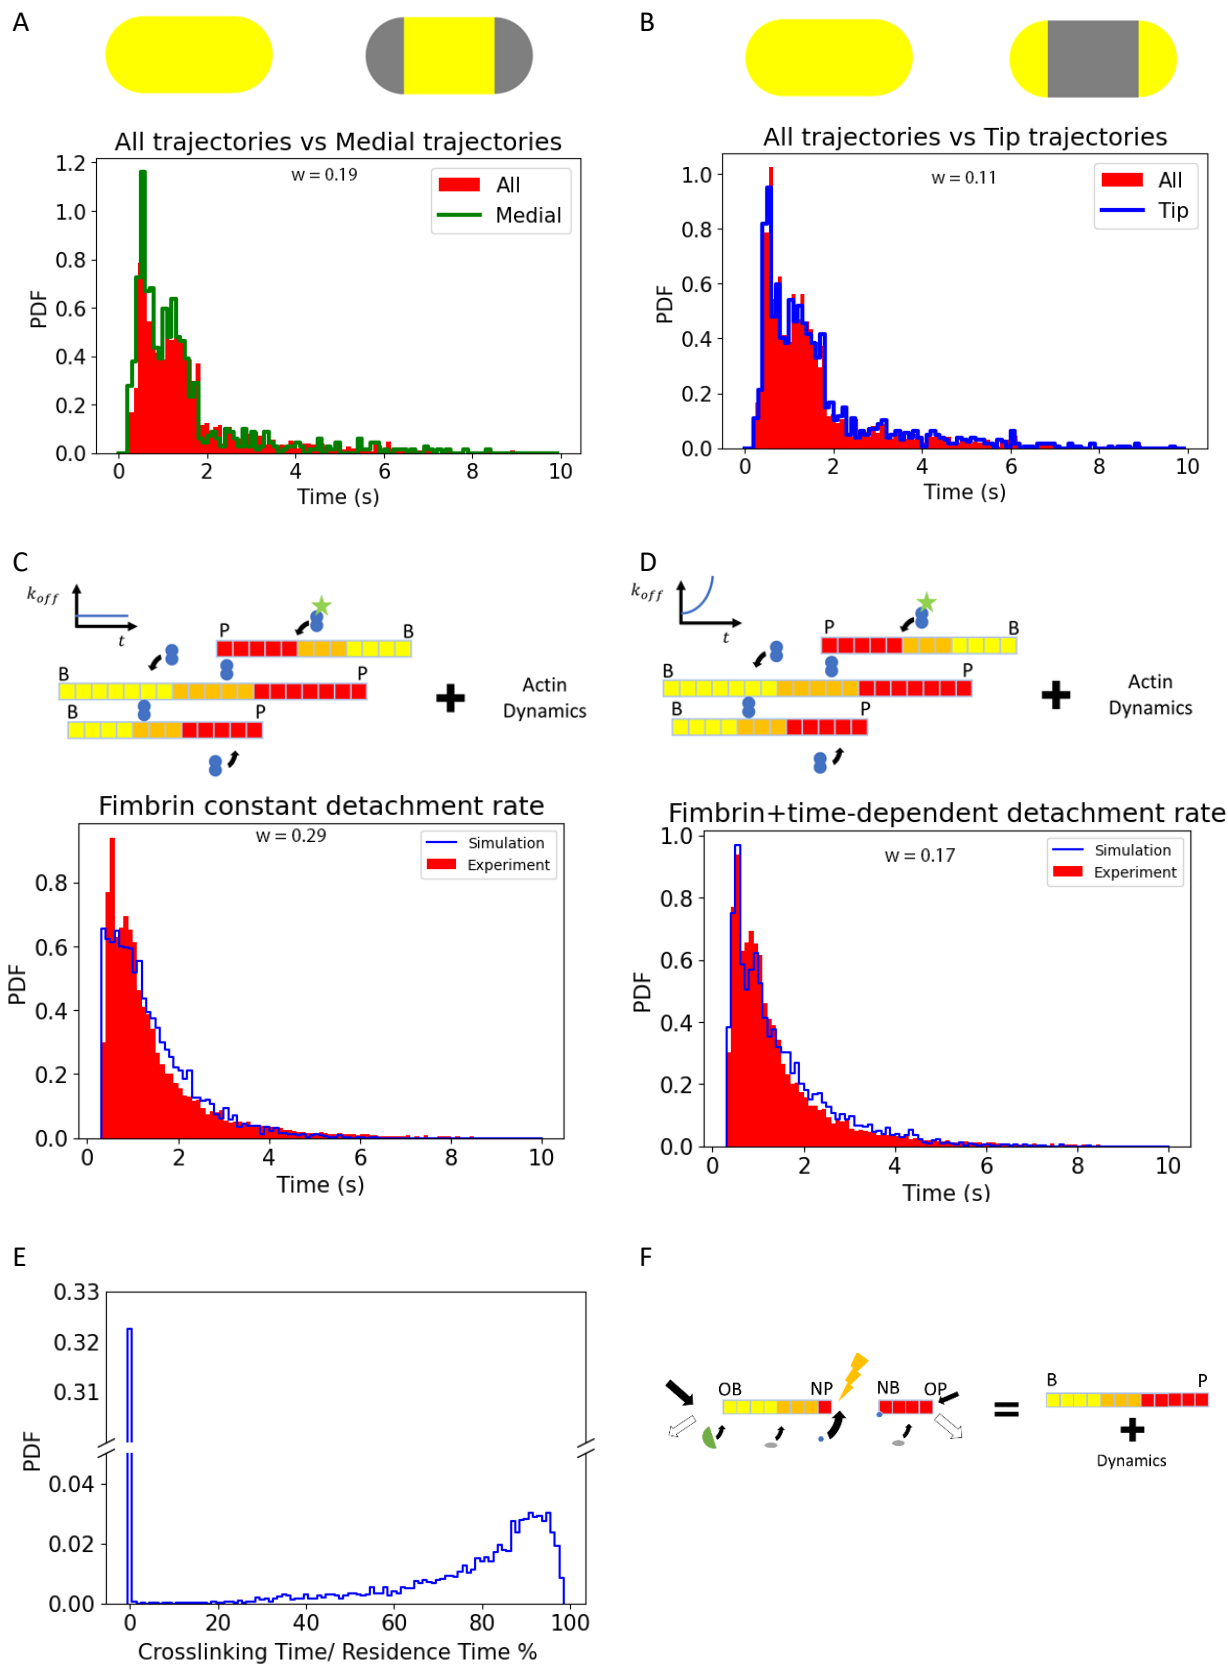 A
All trajectories vs Medial trajectories
w = 0.19
All
Medial
PDF
1.2
1.0
0.8
0.6
0.4
0.2
0.0
0 2 4 6 8 10
Time (s)
B
All trajectories vs Tip trajectories
w = 0.11
All
Tip
PDF
1.0
0.8
0.6
0.4
0.2
0.0
0 2 4 6 8 10
Time (s)
C
k_off
t
P B
B P
B P
Actin
Dynamics
Fimbrin constant detachment rate
w = 0.29
Simulation
Experiment
PDF
0.8
0.6
0.4
0.2
0.0
0 2 4 6 8 10
Time (s)
D
k_off
t
P B
B P
B P
Actin
Dynamics
Fimbrin+time-dependent detachment rate
w = 0.17
Simulation
Experiment
PDF
1.0
0.8
0.6
0.4
0.2
0.0
0 2 4 6 8 10
Time (s)
E
PDF
0.33
0.32
0.31
0.04
0.02
0.00
0 20 40 60 80 100
Crosslinking Time/ Residence Time %
F
OB NP NB OP
B P
Dynamics